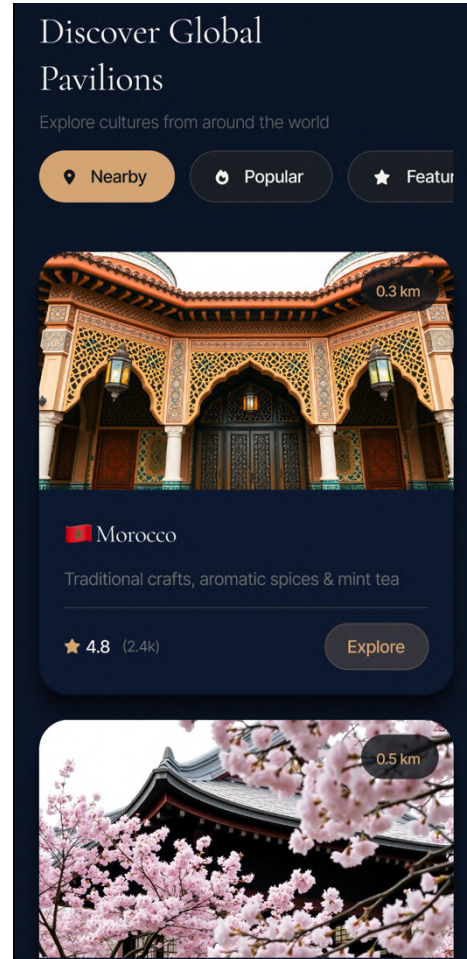 Discover Global
Pavilions
Explore cultures from around the world
Nearby
Popular
Featur
0.3 km
Morocco
Traditional crafts, aromatic spices & mint tea
4.8 (2.4k)
Explore
0.5 km